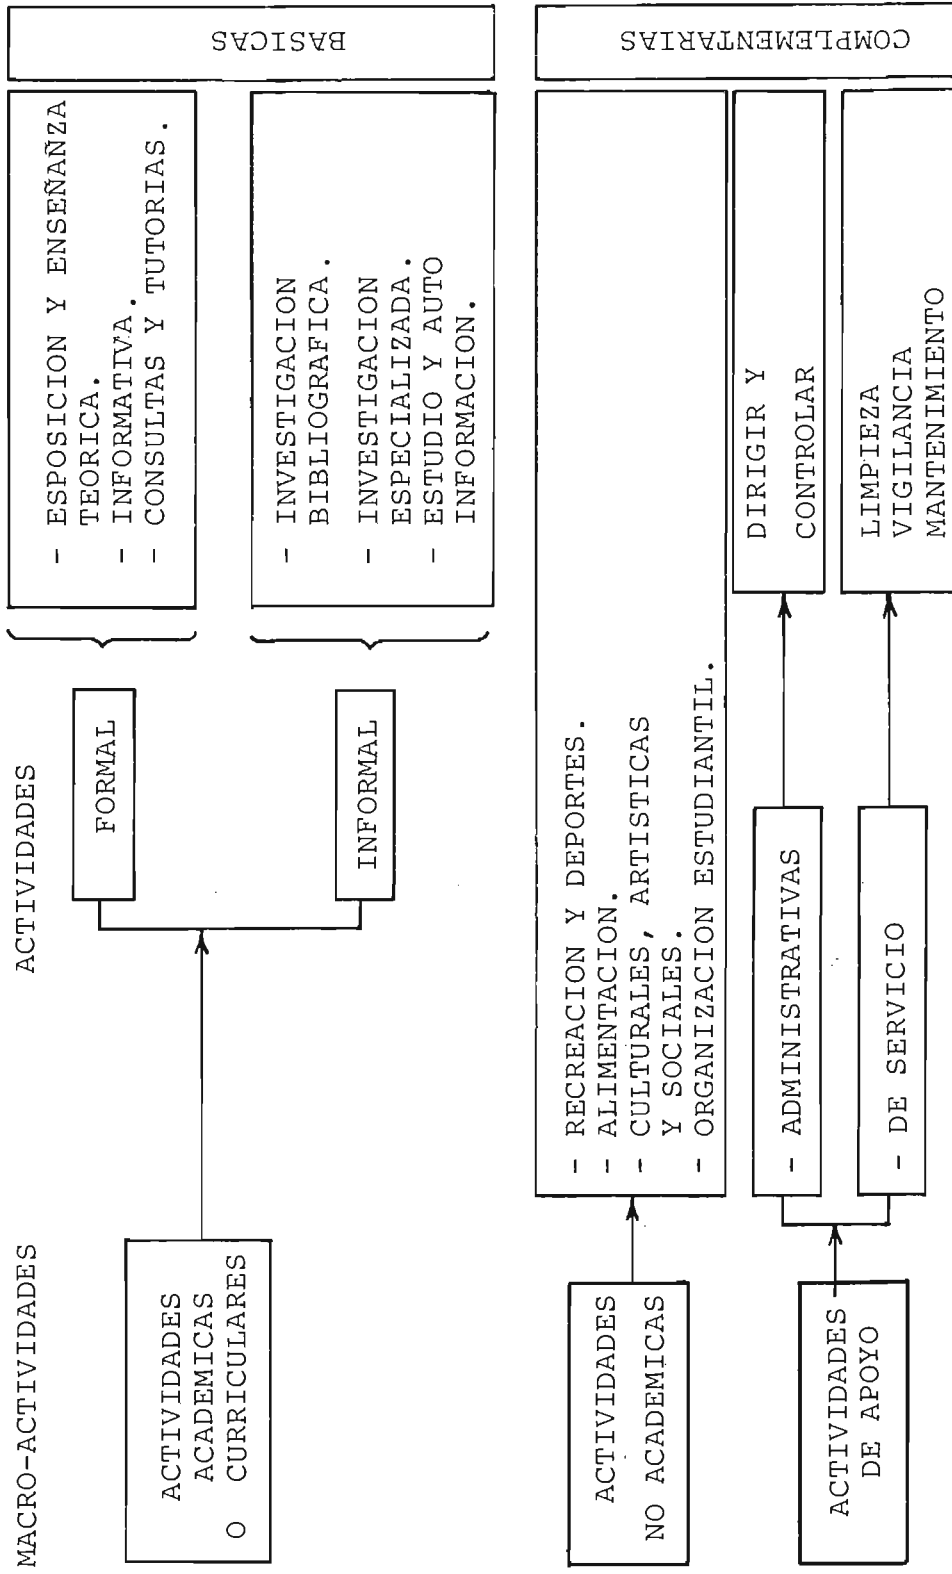 MACRO-ACTIVIDADES
ACTIVIDADES
ACTIVIDADES
ACADEMICAS
O CURRICULARES
FORMAL
- ESPOSICION Y ENSEÑANZA
TEORICA.
- INFORMATIVA.
- CONSULTAS Y TUTORIAS.
INFORMAL
- INVESTIGACION
BIBLIOGRAFICA.
- INVESTIGACION
ESPECIALIZADA.
- ESTUDIO Y AUTO
INFORMACION.
BASICAS
ACTIVIDADES
NO ACADEMICAS
- RECREACION Y DEPORTES.
- ALIMENTACION.
- CULTURALES, ARTISTICAS
Y SOCIALES.
- ORGANIZACION ESTUDIANTIL.
ACTIVIDADES
DE APOYO
- ADMINISTRATIVAS
DIRIGIR Y
CONTROLAR
- DE SERVICIO
LIMPIEZA
VIGILANCIA
MANTENIMIENTO
COMPLEMENTARIAS